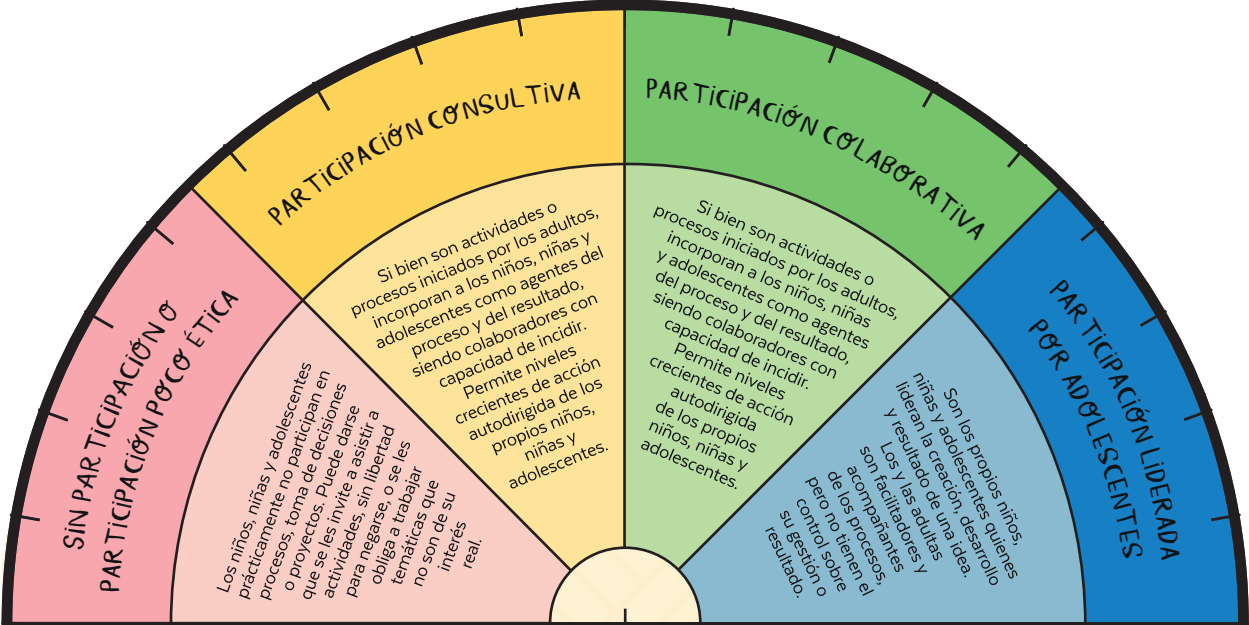 SIN PARTICIPACIÓN O
PARTICIPACIÓN POCO ÉTICA
Los niños, niñas y adolescentes
prácticamente no participan en
procesos, toma de decisiones
o proyectos. Puede darse
que se les invite a asistir a
actividades, sin libertad
para negarse, o se les
obliga a trabajar
temáticas que
no son de su
interés
real.
PARTICIPACIÓN CONSULTIVA
Si bien son actividades o
procesos iniciados por los adultos,
incorporan a los niños, niñas y
adolescentes como agentes del
proceso y del resultado,
siendo colaboradores con
capacidad de incidir.
Permite niveles
crecientes de acción
autodirigida de los
propios niños,
niñas y
adolescentes.
PARTICIPACIÓN COLABORATIVA
Si bien son actividades o
procesos iniciados por los adultos,
incorporan a los niños, niñas
y adolescentes como agentes
del proceso y del resultado,
siendo colaboradores con
capacidad de incidir.
Permite niveles
crecientes de acción
autodirigida
de los propios
niños, niñas y
adolescentes.
PARTICIPACIÓN LIDERADA
POR ADOLESCENTES
Son los propios niños,
niñas y adolescentes quienes
lideran la creación, desarrollo
y resultado de una idea.
Los y las adultas
son facilitadores y
acompañantes
de los procesos,
pero no tienen el
control sobre
su gestión o
resultado.